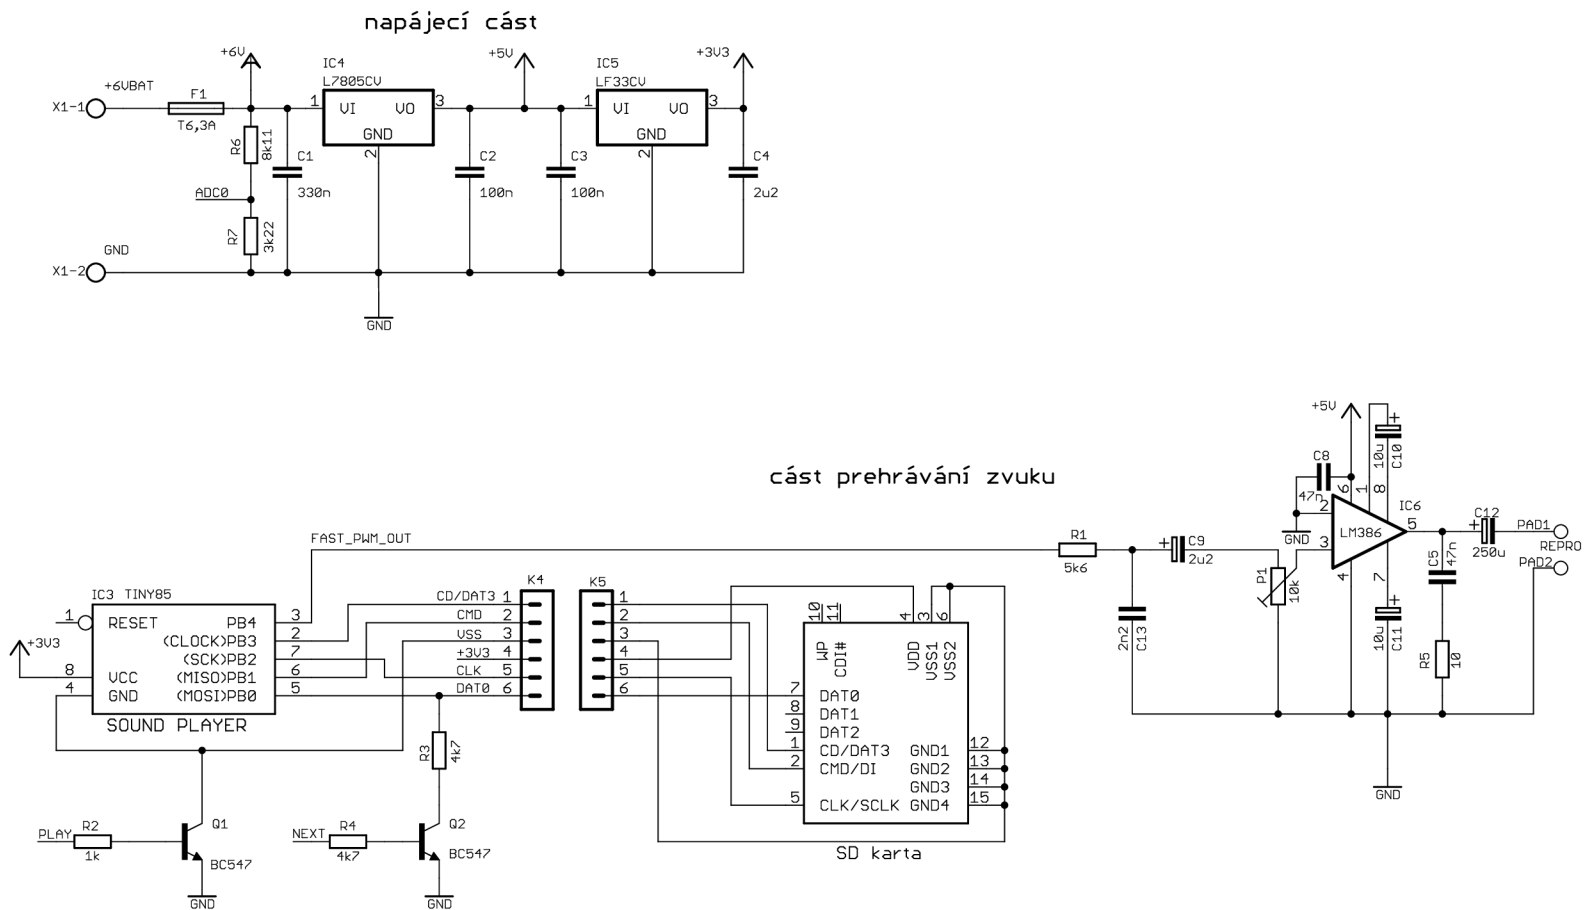 napájecí cást
+6V
+5V
+3V3
IC4
L7805CV
IC5
LF33CV
+6VBAT
X1-1
F1
T6,3A
1
VI
VO
3
GND
2
1
VI
VO
3
GND
2
R6
8k11
C1
330n
C2
100n
C3
100n
C4
2u2
ADC0
R7
3k22
GND
X1-2
GND
cást prehrávání zvuku
+5V
10u
C10
C8
47n
6
1
8
2
IC6
LM386
5
3
4
7
GND
C12
250u
PAD1
REPRO
PAD2
C5
47n
R5
10
10u
C11
P1
10k
FAST_PWM_OUT
R1
5k6
C9
2u2
2n2
C13
GND
IC3 TINY85
1
RESET
PB4
3
(CLOCK)PB3
2
(SCK)PB2
7
8
VCC
(MISO)PB1
6
4
GND
(MOSI)PB0
5
+3V3
SOUND PLAYER
K4
CD/DAT3
1
CMD
2
VSS
3
+3V3
4
CLK
5
DAT0
6
K5
1
2
3
4
5
6
10
11
4
3
6
WP
CDI#
VDD
VSS1
VSS2
7
DAT0
8
DAT1
9
DAT2
1
CD/DAT3
GND1
12
2
CMD/DI
GND2
13
GND3
14
5
CLK/SCLK
GND4
15
SD karta
R3
4k7
PLAY
R2
1k
Q1
BC547
GND
NEXT
R4
4k7
Q2
BC547
GND